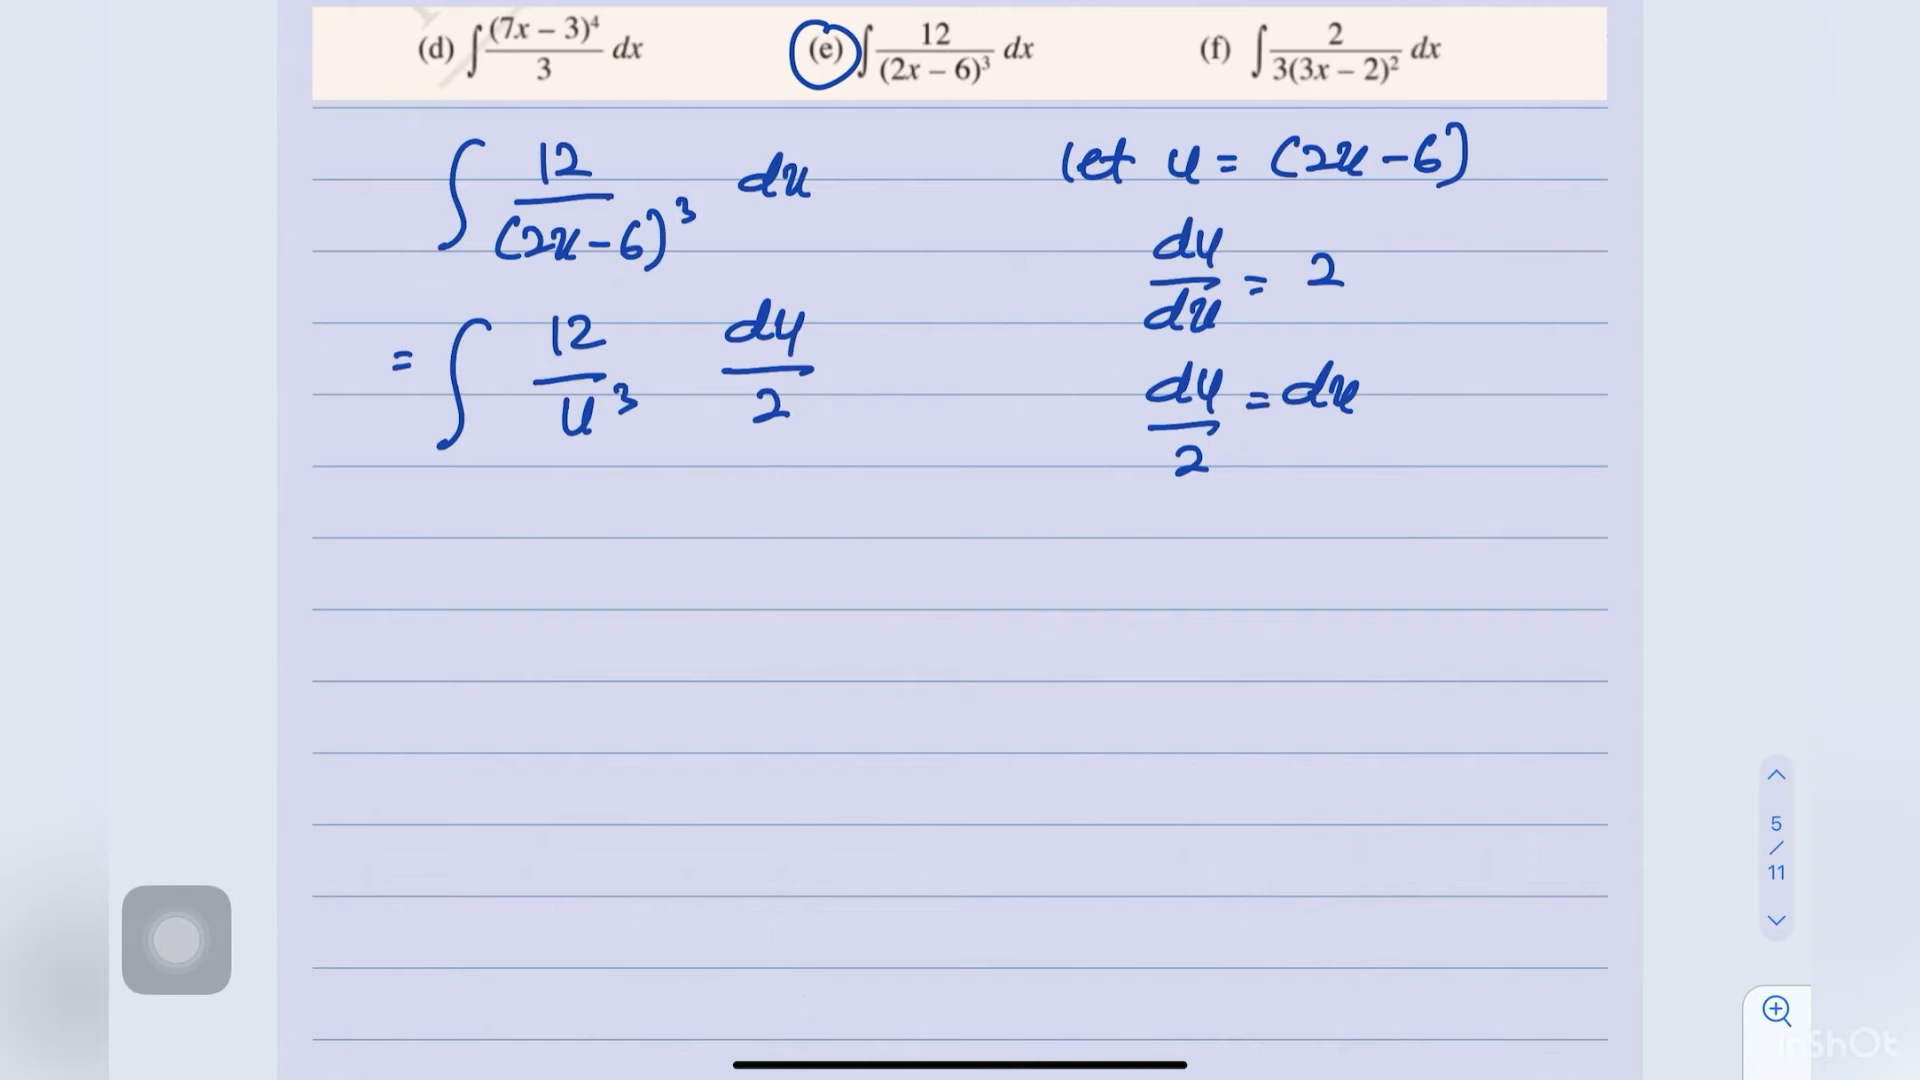 (d) ∫ (7x – 3)⁴ / 3 dx (e) ∫ 12 / (2x – 6)³ dx (f) ∫ 2 / 3(3x – 2)² dx
∫ 12 / (2x-6)³ dx
= ∫ 12 / u³ du / 2
let u = (2x-6)
du / dx = 2
du / 2 = dx
5
/
11
InShOt